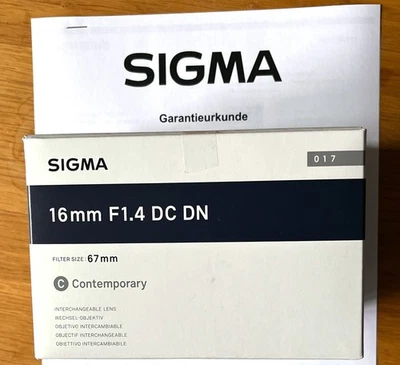 SIGMA
Garantieurkunde
SIGMA
017
16mm F1.4 DC DN
FILTER SIZE: 67mm
C Contemporary
INTERCHANGEABLE LENS
WECHSEL-OBJEKTIV
OBJETIVO INTERCAMBIABLE
OBJECTIF INTERCHANGEABLE
OBIETTIVO INTERCAMBIABILE